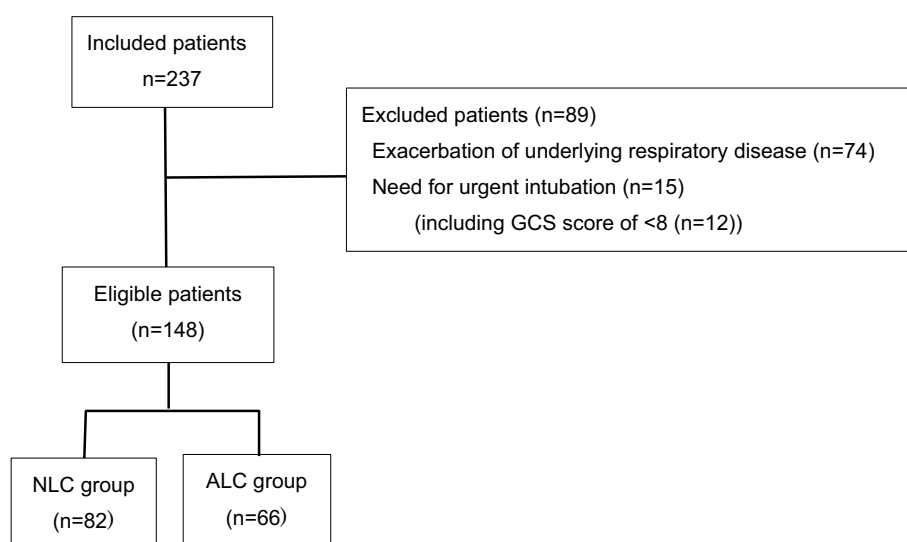 Included patients
n=237
Excluded patients (n=89)
Exacerbation of underlying respiratory disease (n=74)
Need for urgent intubation (n=15)
(including GCS score of <8 (n=12))
Eligible patients
(n=148)
NLC group
(n=82)
ALC group
(n=66)